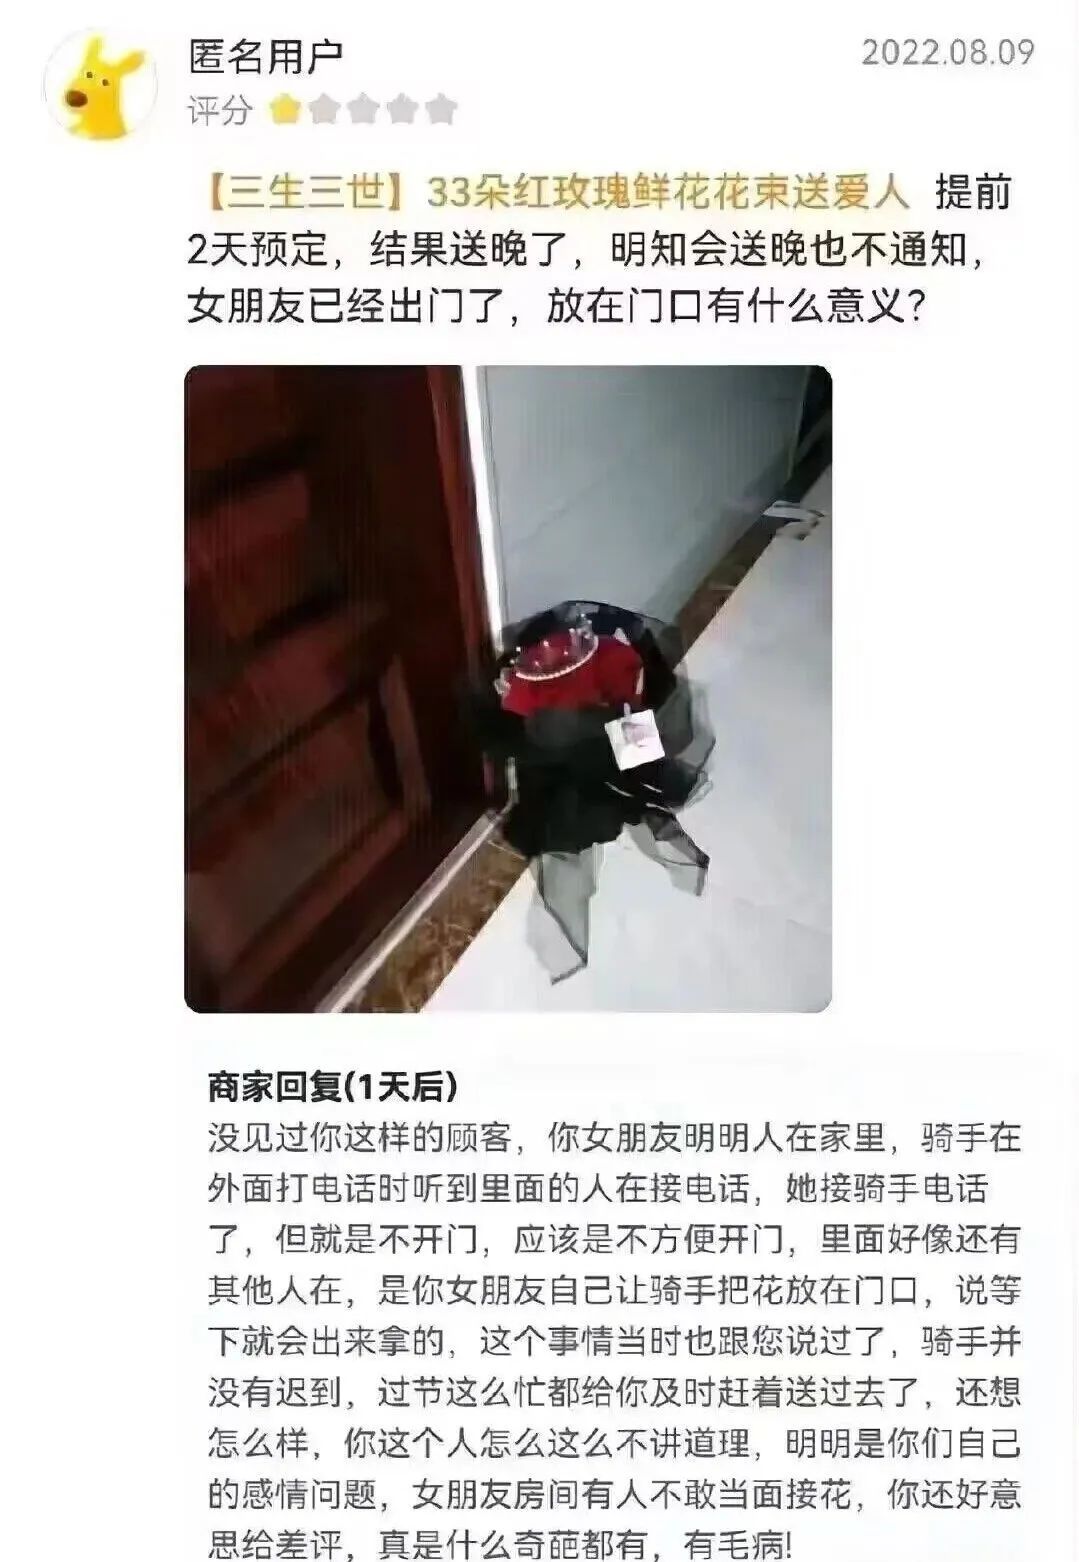 匿名用户
2022.08.09
评分
【三生三世】33朵红玫瑰鲜花花束送爱人 提前
2天预定，结果送晚了，明知会送晚也不通知，
女朋友已经出门了，放在门口有什么意义？
商家回复(1天后)
没见过你这样的顾客，你女朋友明明人在家里，骑手在
外面打电话时听到里面的人在接电话，她接骑手电话
了，但就是不开门，应该是不方便开门，里面好像还有
其他人在，是你女朋友自己让骑手把花放在门口，说等
下就会出来拿的，这个事情当时也跟您说过了，骑手并
没有迟到，过节这么忙都给你及时赶着送过去了，还想
怎么样，你这个人怎么这么不讲道理，明明是你们自己
的感情问题，女朋友房间有人不敢当面接花，你还好意
思给差评，真是什么奇葩都有，有毛病!